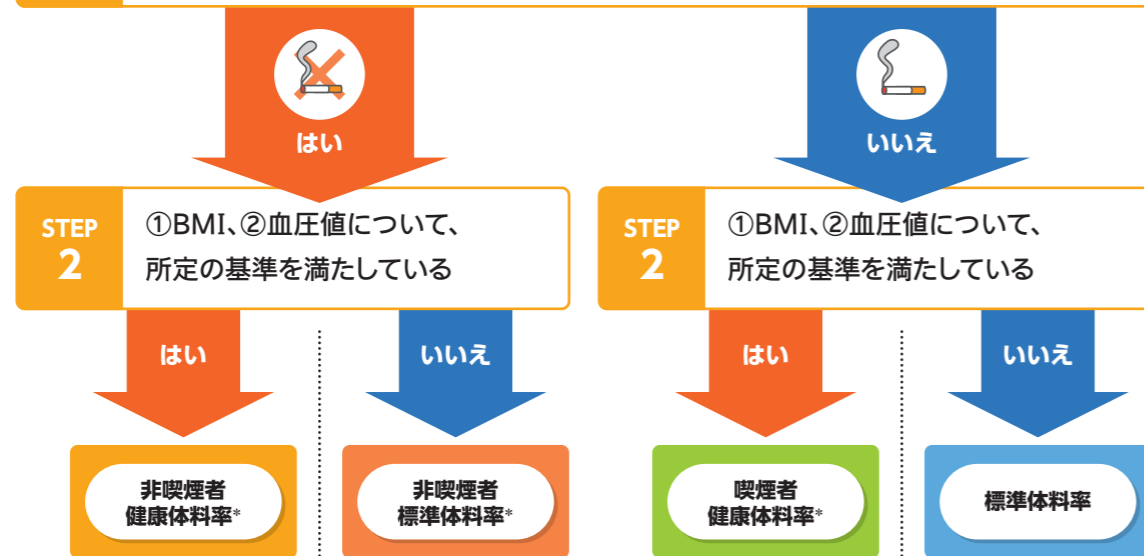 はい
いいえ
STEP
2
①BMI、②血圧値について、
所定の基準を満たしている
STEP
2
①BMI、②血圧値について、
所定の基準を満たしている
はい
いいえ
はい
いいえ
非喫煙者
健康体料率*
非喫煙者
標準体料率*
喫煙者
健康体料率*
標準体料率